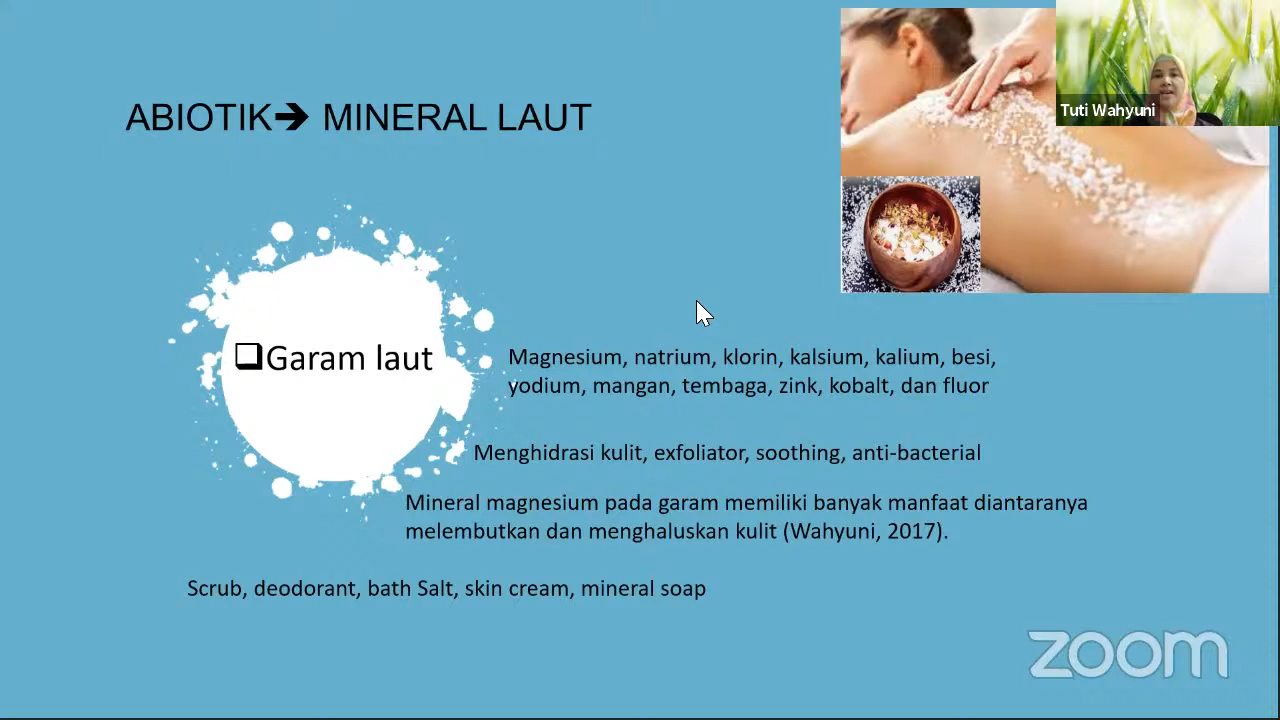 Tuti Wahyuni
ABIOTIK➔ MINERAL LAUT
❑Garam laut
Magnesium, natrium, klorin, kalsium, kalium, besi,
yodium, mangan, tembaga, zink, kobalt, dan fluor
Menghidrasi kulit, exfoliator, soothing, anti-bacterial
Mineral magnesium pada garam memiliki banyak manfaat diantaranya
melembutkan dan menghaluskan kulit (Wahyuni, 2017).
Scrub, deodorant, bath Salt, skin cream, mineral soap
zoom